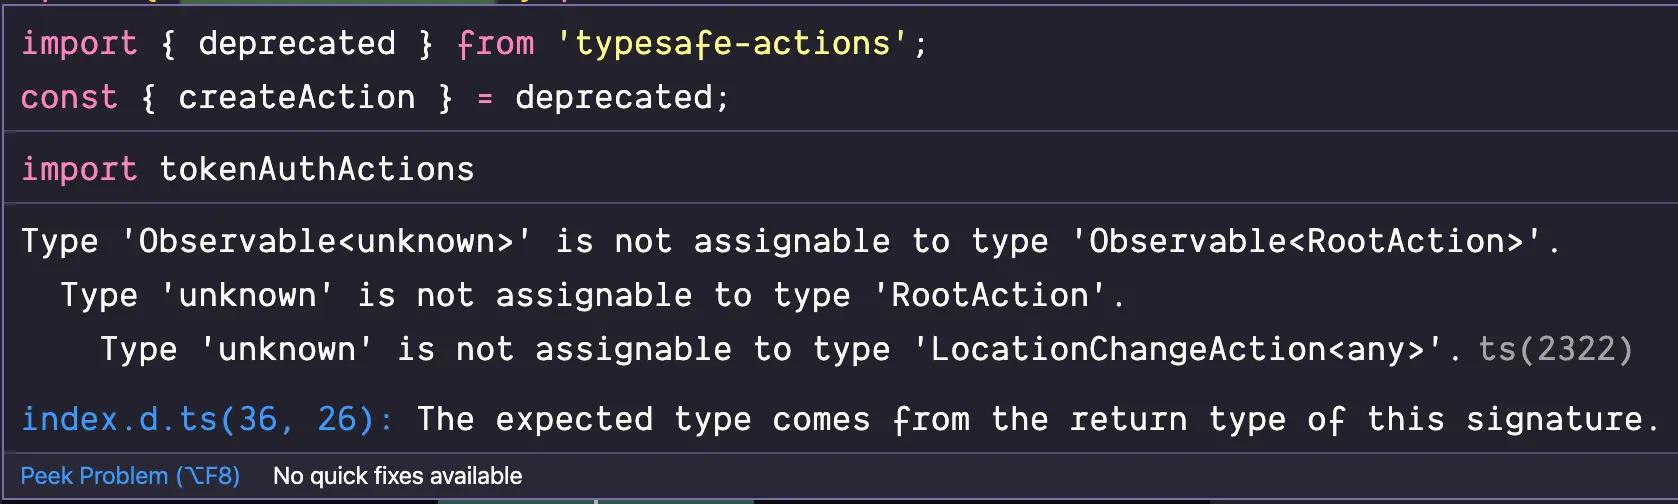 import { deprecated } from 'typesafe-actions';
const { createAction } = deprecated;
import tokenAuthActions
Type 'Observable<unknown>' is not assignable to type 'Observable<RootAction>'.
Type 'unknown' is not assignable to type 'RootAction'.
Type 'unknown' is not assignable to type 'LocationChangeAction<any>'. ts(2322)
index.d.ts(36, 26): The expected type comes from the return type of this signature.
Peek Problem (⌥F8) No quick fixes available